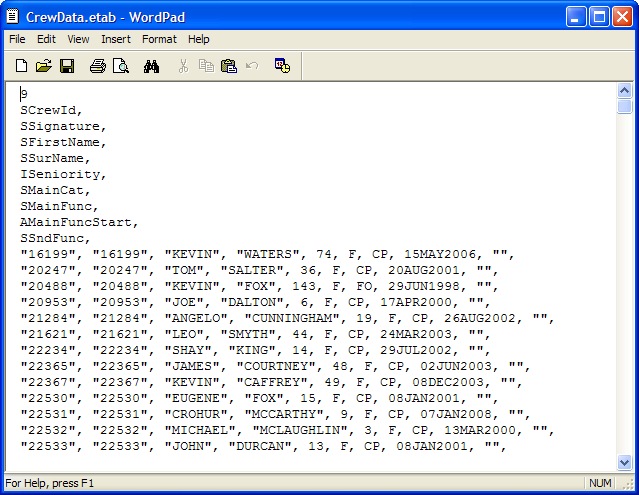 CrewData.etab - WordPad
File Edit View Insert Format Help
9
SCrewId,
SSignature,
SFirstName,
SSurName,
ISeniority,
SMainCat,
SMainFunc,
AMainFuncStart,
SSndFunc,
"16199", "16199", "KEVIN", "WATERS", 74, F, CP, 15MAY2006, "",
"20247", "20247", "TOM", "SALTER", 36, F, CP, 20AUG2001, "",
"20488", "20488", "KEVIN", "FOX", 143, F, FO, 29JUN1998, "",
"20953", "20953", "JOE", "DALTON", 6, F, CP, 17APR2000, "",
"21284", "21284", "ANGELO", "CUNNINGHAM", 19, F, CP, 26AUG2002, "",
"21621", "21621", "LEO", "SMYTH", 44, F, CP, 24MAR2003, "",
"22234", "22234", "SHAY", "KING", 14, F, CP, 29JUL2002, "",
"22365", "22365", "JAMES", "COURTNEY", 48, F, CP, 02JUN2003, "",
"22367", "22367", "KEVIN", "CAFFREY", 49, F, CP, 08DEC2003, "",
"22530", "22530", "EUGENE", "FOX", 15, F, CP, 08JAN2001, "",
"22531", "22531", "CROHUR", "MCCARTHY", 9, F, CP, 07JAN2008, "",
"22532", "22532", "MICHAEL", "MCLAUGHLIN", 3, F, CP, 13MAR2000, "",
"22533", "22533", "JOHN", "DURCAN", 13, F, CP, 08JAN2001, "",
For Help, press F1 NUM